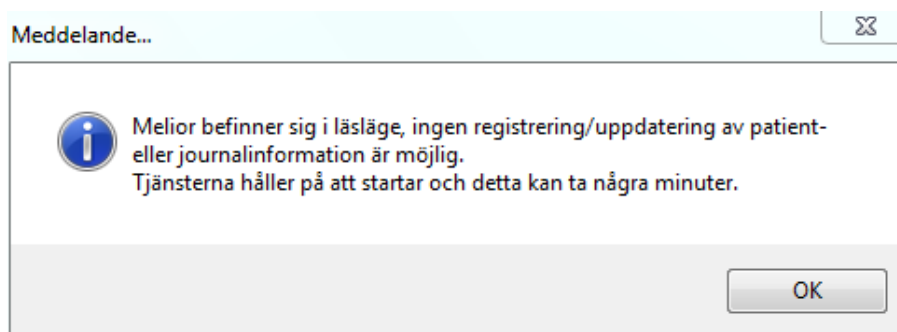 Meddelande...
Melior befinner sig i läsläge, ingen registrering/uppdatering av patient-
eller journalinformation är möjlig.
Tjänsterna håller på att startar och detta kan ta några minuter.
OK